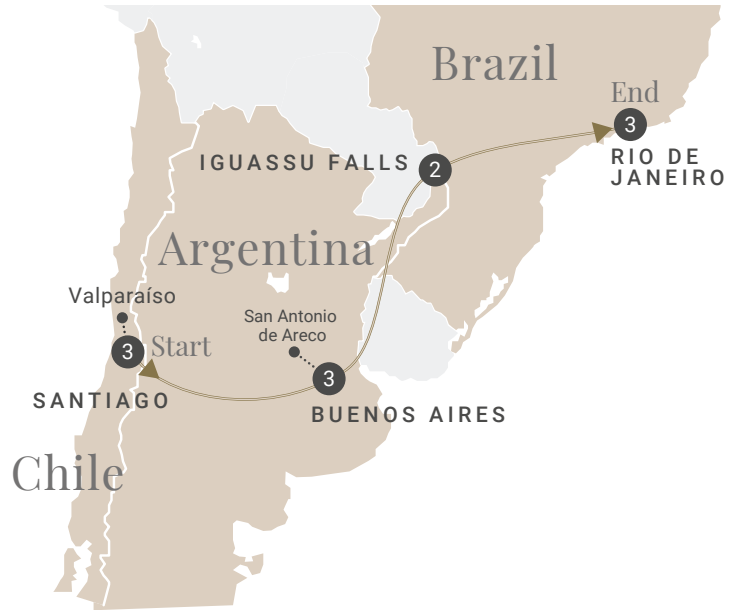 Brazil
End
3
RIO DE
JANEIRO
IGUASSU FALLS
2
Argentina
Valparaíso
San Antonio
de Areco
3
Start
SANTIAGO
3
BUENOS AIRES
Chile